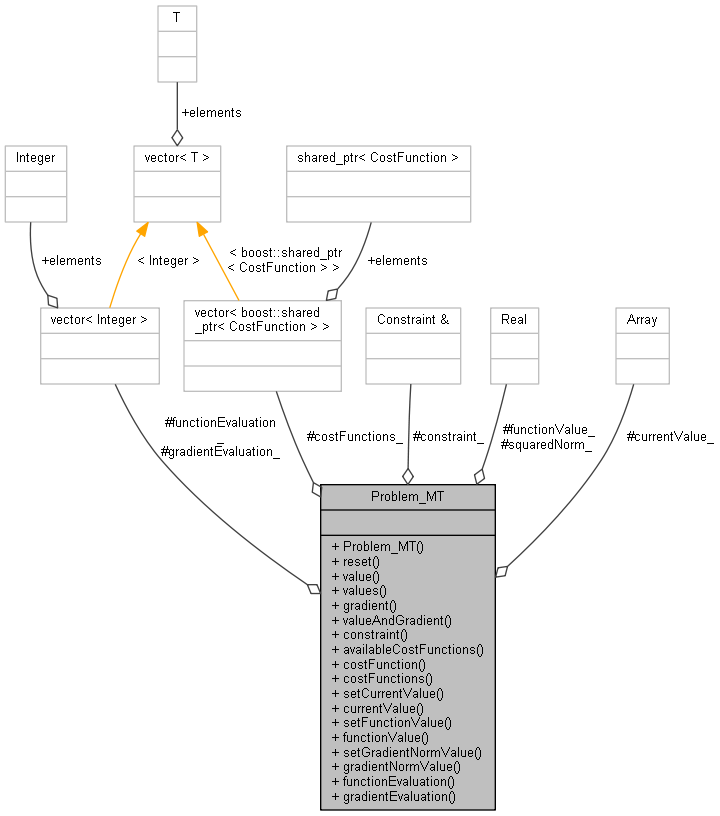 T
+elements
Integer
vector< T >
shared_ptr< CostFunction >
+elements
< Integer >
< boost::shared_ptr
< CostFunction > >
+elements
vector< Integer >
vector< boost::shared
_ptr< CostFunction > >
Constraint &
Real
Array
#functionEvaluation
_
#gradientEvaluation_
#costFunctions_
#constraint_
#functionValue_
#squaredNorm_
#currentValue_
Problem_MT
+ Problem_MT()
+ reset()
+ value()
+ values()
+ gradient()
+ valueAndGradient()
+ constraint()
+ availableCostFunctions()
+ costFunction()
+ costFunctions()
+ setCurrentValue()
+ currentValue()
+ setFunctionValue()
+ functionValue()
+ setGradientNormValue()
+ gradientNormValue()
+ functionEvaluation()
+ gradientEvaluation()